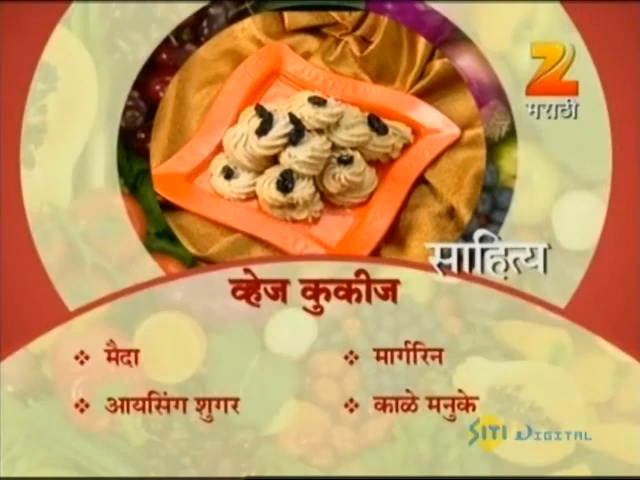 Z
मराठी
साहित्य
व्हेज कुकीज
❖ मैदा
❖ मार्गरिन
❖ आयसिंग शुगर
❖ काळे मनुके
SITI DIGITAL